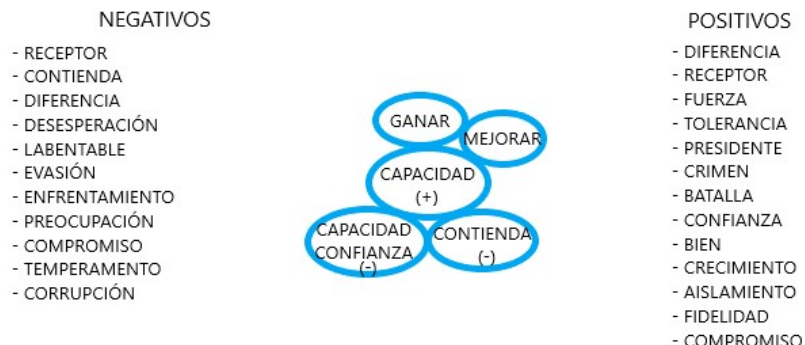 NEGATIVOS
- RECEPTOR
- CONTIENDA
- DIFERENCIA
- DESESPERACIÓN
- LABENTABLE
- EVASIÓN
- ENFRENTAMIENTO
- PREOCUPACIÓN
- COMPROMISO
- TEMPERAMENTO
- CORRUPCIÓN
GANAR
MEJORAR
CAPACIDAD
(+)
CAPACIDAD
CONFIANZA
(-)
CONTIENDA
(-)
POSITIVOS
- DIFERENCIA
- RECEPTOR
- FUERZA
- TOLERANCIA
- PRESIDENTE
- CRIMEN
- BATALLA
- CONFIANZA
- BIEN
- CRECIMIENTO
- AISLAMIENTO
- FIDELIDAD
- COMPROMISO